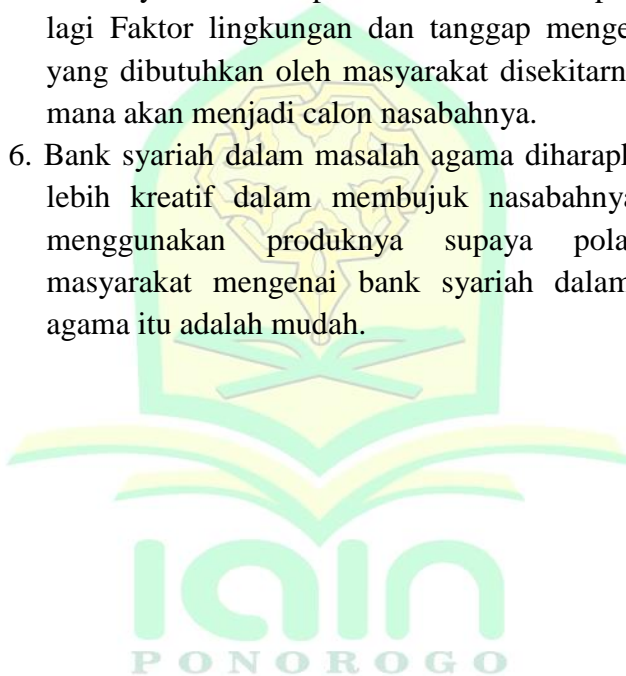 lagi Faktor lingkungan dan tanggap menge
yang dibutuhkan oleh masyarakat disekitarn
mana akan menjadi calon nasabahnya.
6. Bank syariah dalam masalah agama diharapk
lebih kreatif dalam membujuk nasabahnya
menggunakan produknya supaya pola
masyarakat mengenai bank syariah dalam
agama itu adalah mudah.
IAIN
PONOROGO